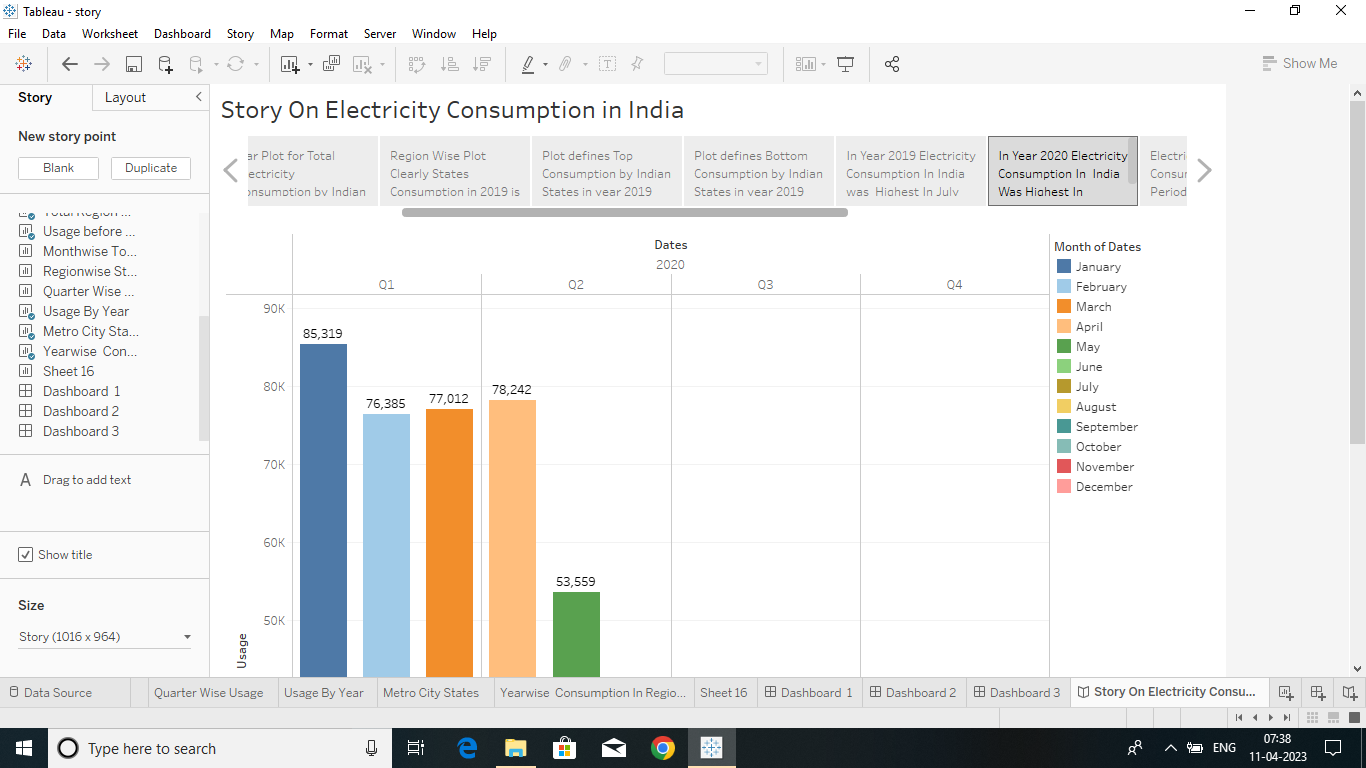 Tableau - story
File Data Worksheet Dashboard Story Map Format Server Window Help
Show Me
Story Layout
New story point
Blank Duplicate
Usage before ...
Monthwise To...
Regionwise St...
Quarter Wise ...
Usage By Year
Metro City Sta...
Yearwise Con...
Sheet 16
Dashboard 1
Dashboard 2
Dashboard 3
A Drag to add text
Show title
Size
Story (1016 x 964)
Story On Electricity Consumption in India
ar Plot for Total
ectricity
onsumption by Indian
Region Wise Plot
Clearly States
Consumption in 2019 is
Plot defines Top
Consumption by Indian
States in year 2019
Plot defines Bottom
Consumption by Indian
States in year 2019
In Year 2019 Electricity
Consumption In India
was Highest In July
In Year 2020 Electricity
Consumption In India
Was Highest In
Electri
Consur
Period
Dates
2020
Q1 Q2 Q3 Q4
90K
80K
70K
60K
50K
Usage
85,319
76,385
77,012
78,242
53,559
Month of Dates
January
February
March
April
May
June
July
August
September
October
November
December
Data Source Quarter Wise Usage Usage By Year Metro City States Yearwise Consumption In Regio... Sheet 16 Dashboard 1 Dashboard 2 Dashboard 3 Story On Electricity Consu...
Type here to search
ENG
07:38
11-04-2023